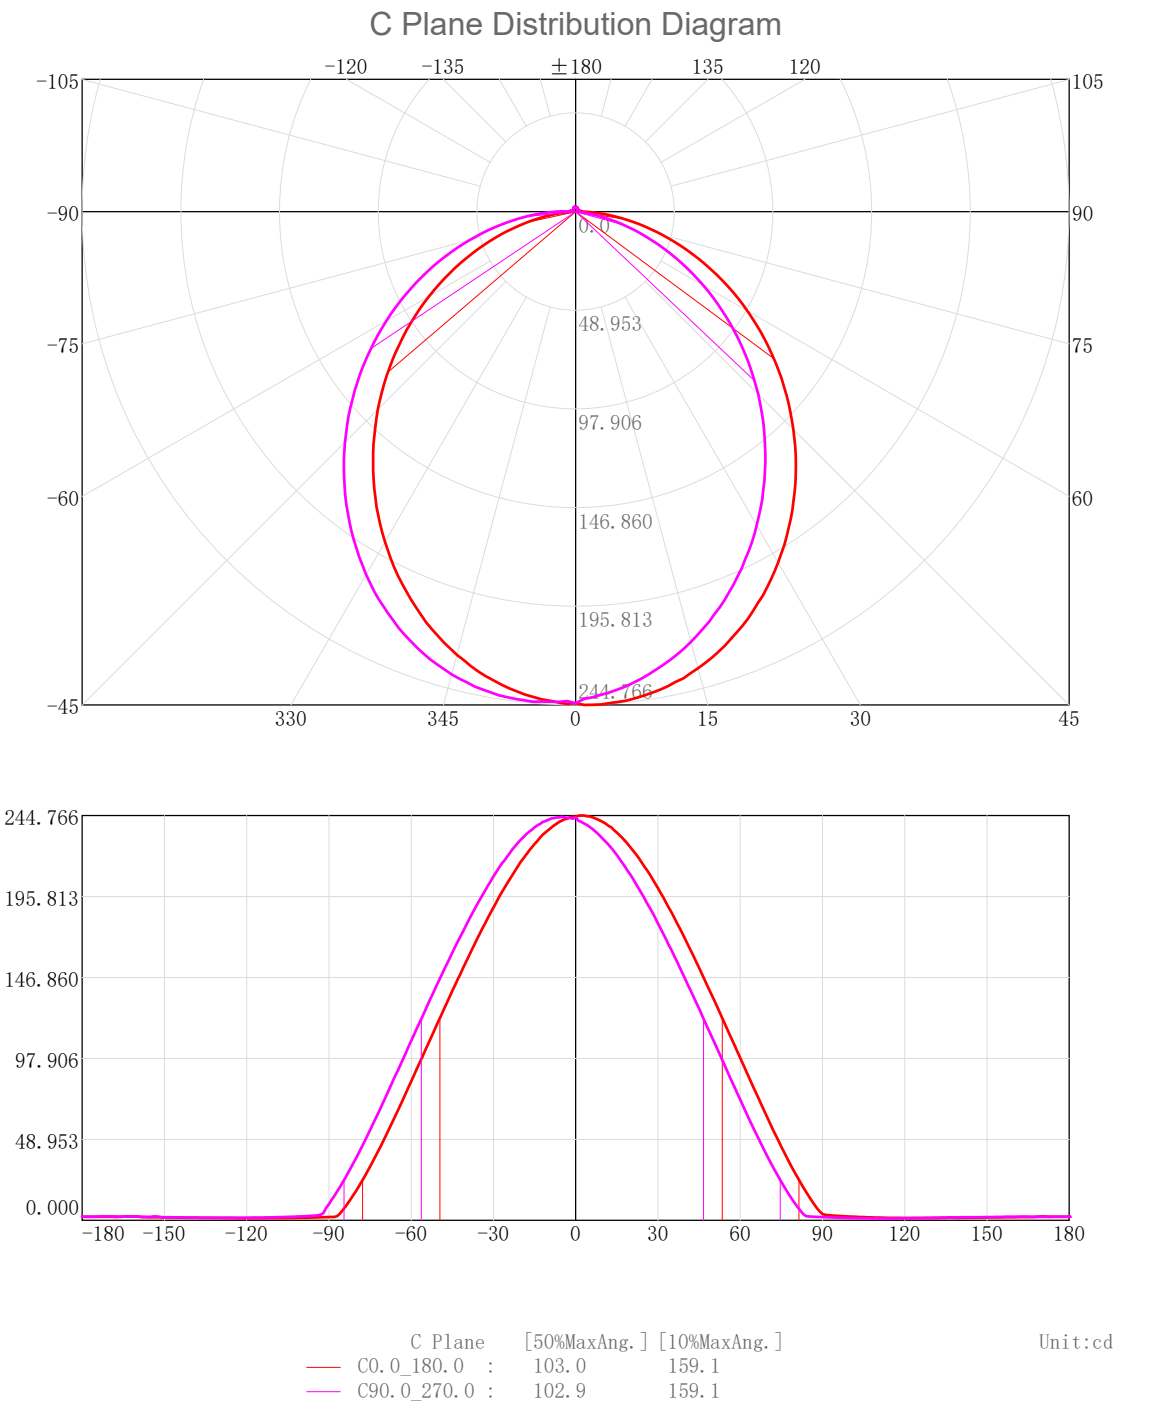 C Plane Distribution Diagram
-120 -135 ±180 135 120
-105 105
-90 90
0.0
48.953
-75 75
97.906
-60 60
146.860
195.813
244.766
-45
330 345 0 15 30 45
244.766
195.813
146.860
97.906
48.953
0.000
-180 -150 -120 -90 -60 -30 0 30 60 90 120 150 180
C Plane [50%MaxAng.] [10%MaxAng.] Unit:cd
C0.0_180.0 : 103.0 159.1
C90.0_270.0 : 102.9 159.1